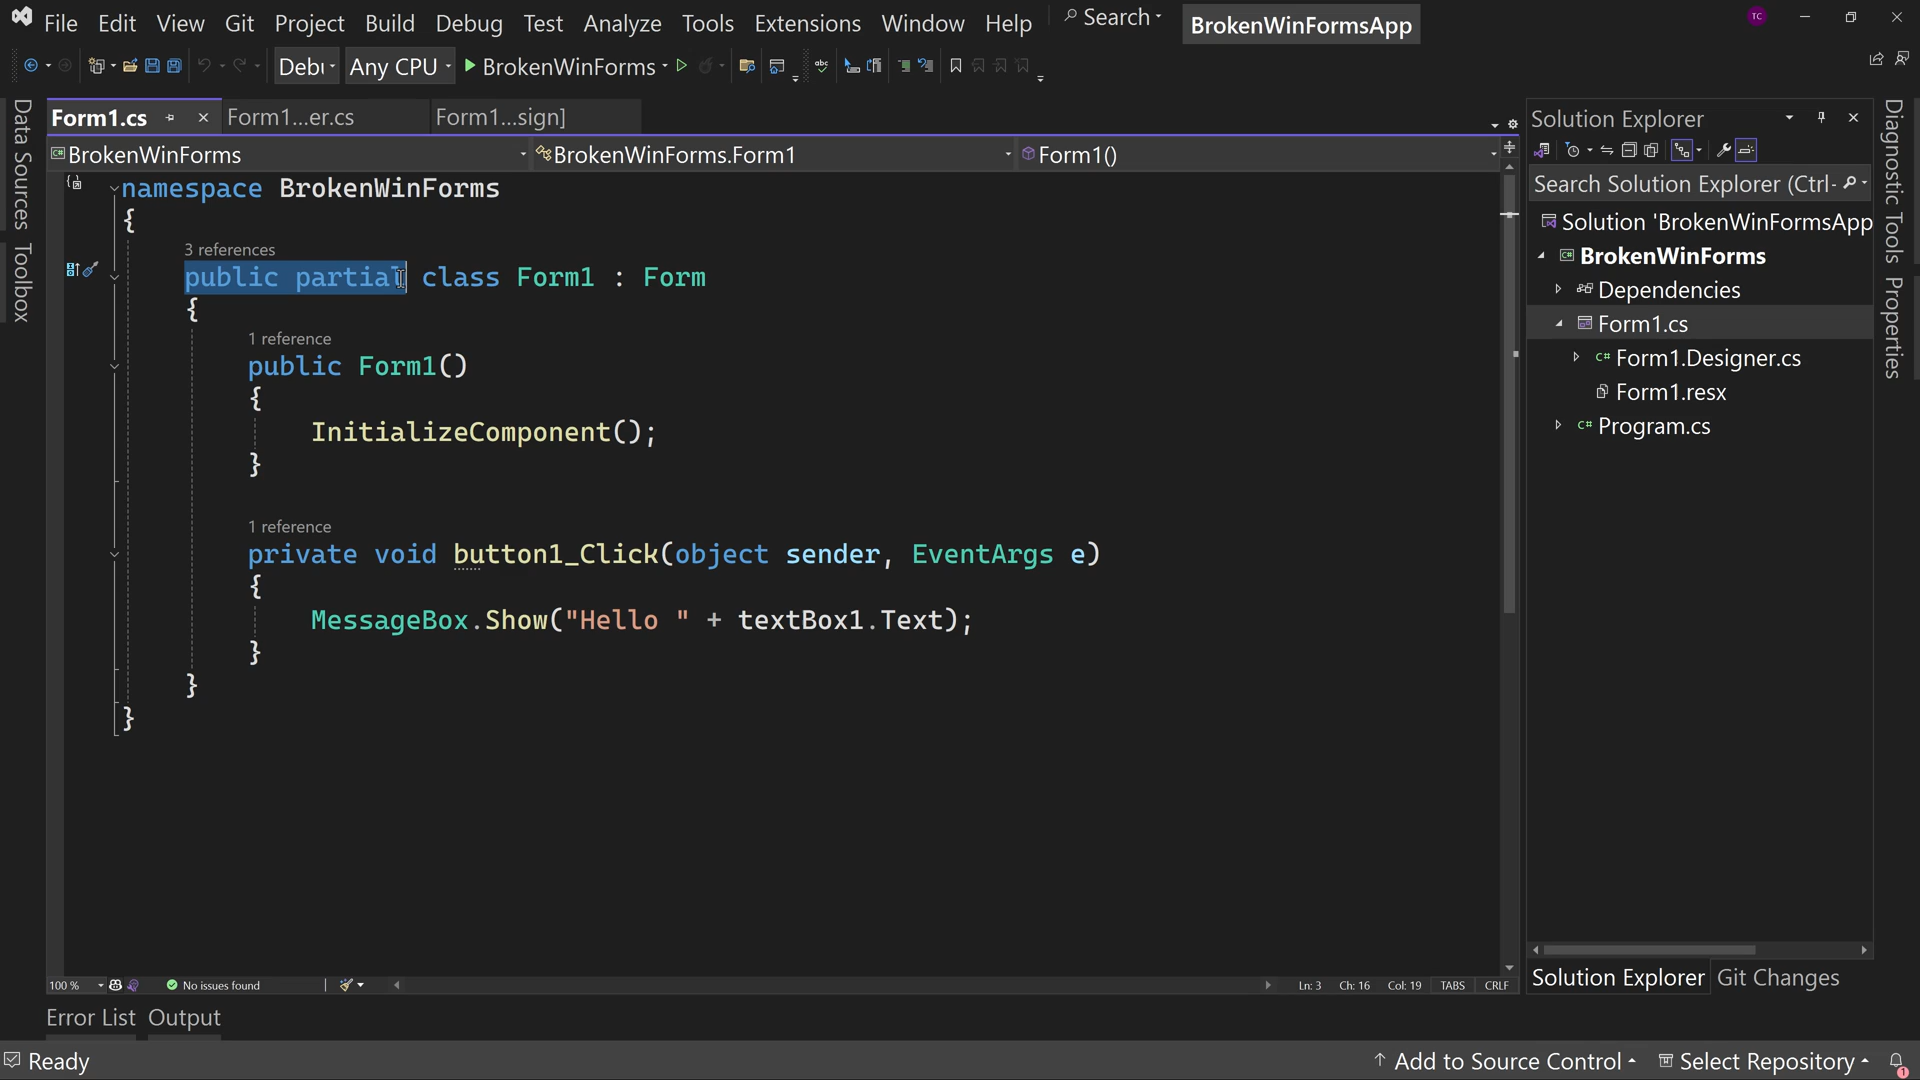 File Edit View Git Project Build Debug Test Analyze Tools Extensions Window Help Search BrokenWinFormsApp TC
Debu Any CPU BrokenWinForms
Form1.cs Form1...er.cs Form1...sign]
BrokenWinForms BrokenWinForms.Form1 Form1()
namespace BrokenWinForms
{
3 references
public partial class Form1 : Form
{
1 reference
public Form1()
{
InitializeComponent();
}
1 reference
private void button1_Click(object sender, EventArgs e)
{
MessageBox.Show("Hello " + textBox1.Text);
}
}
}
100 % No issues found Ln: 3 Ch: 16 Col: 19 TABS CRLF
Data Sources
Toolbox
Solution Explorer
Search Solution Explorer (Ctrl-
Solution 'BrokenWinFormsApp
BrokenWinForms
Dependencies
Form1.cs
Form1.Designer.cs
Form1.resx
Program.cs
Solution Explorer Git Changes
Diagnostic Tools
Properties
Error List Output
Ready Add to Source Control Select Repository 1